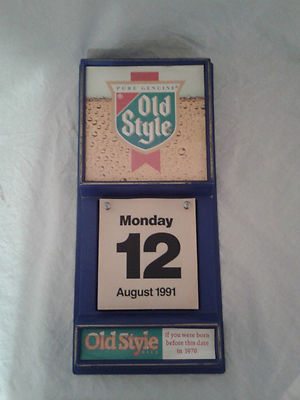 PURE GENUINE
Old
Style
Monday
12
August 1991
Old Style
BEER
If you were born
before this date
in 1970